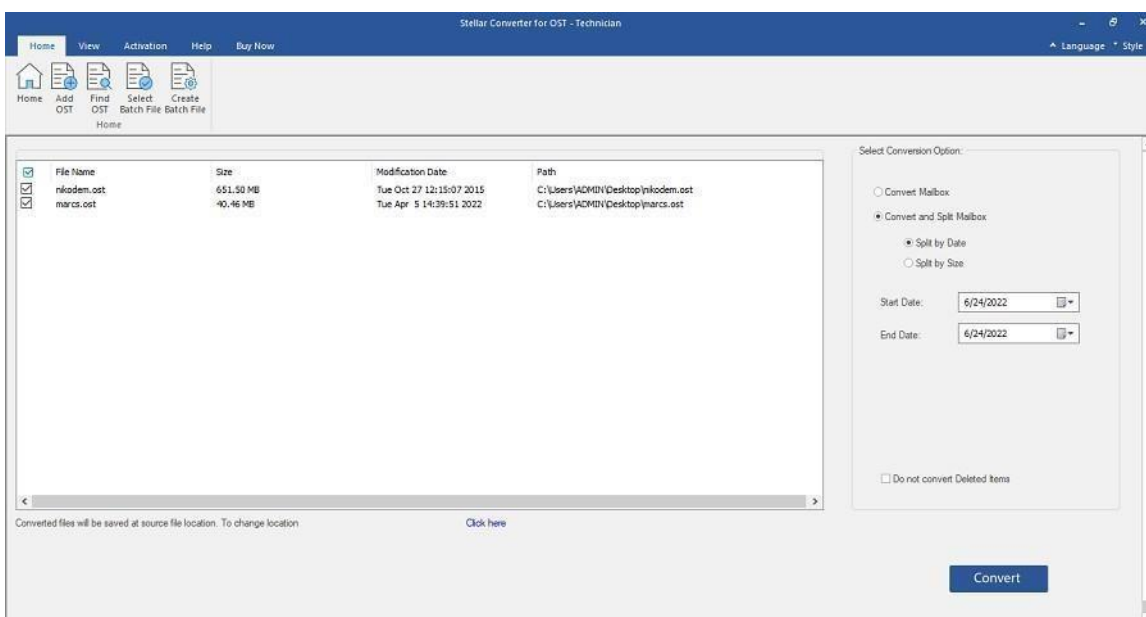 Stellar Converter for OST - Technician
Home View Activation Help Buy Now Language Style
Home Add OST Find OST Select Batch File Create Batch File
Home
Select Conversion Option:
File Name Size Modification Date Path
nikodem.ost 651.50 MB Tue Oct 27 12:15:07 2015 C:\Users\ADMIN\Desktop\nikodem.ost
marcs.ost 40.46 MB Tue Apr 5 14:39:51 2022 C:\Users\ADMIN\Desktop\marcs.ost
Convert Mailbox
Convert and Split Mailbox
Split by Date
Split by Size
Start Date: 6/24/2022
End Date: 6/24/2022
Do not convert Deleted Items
Converted files will be saved at source file location. To change location Click here
Convert